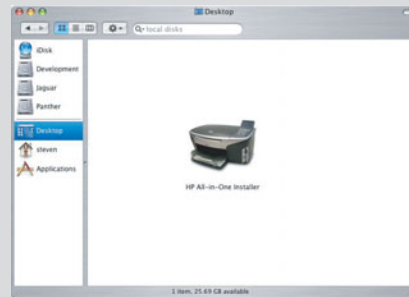 Desktop
local disks
iDisk
Development
Jaguar
Panther
Desktop
steven
Applications
HP All-in-One Installer
1 item, 25.69 GB available